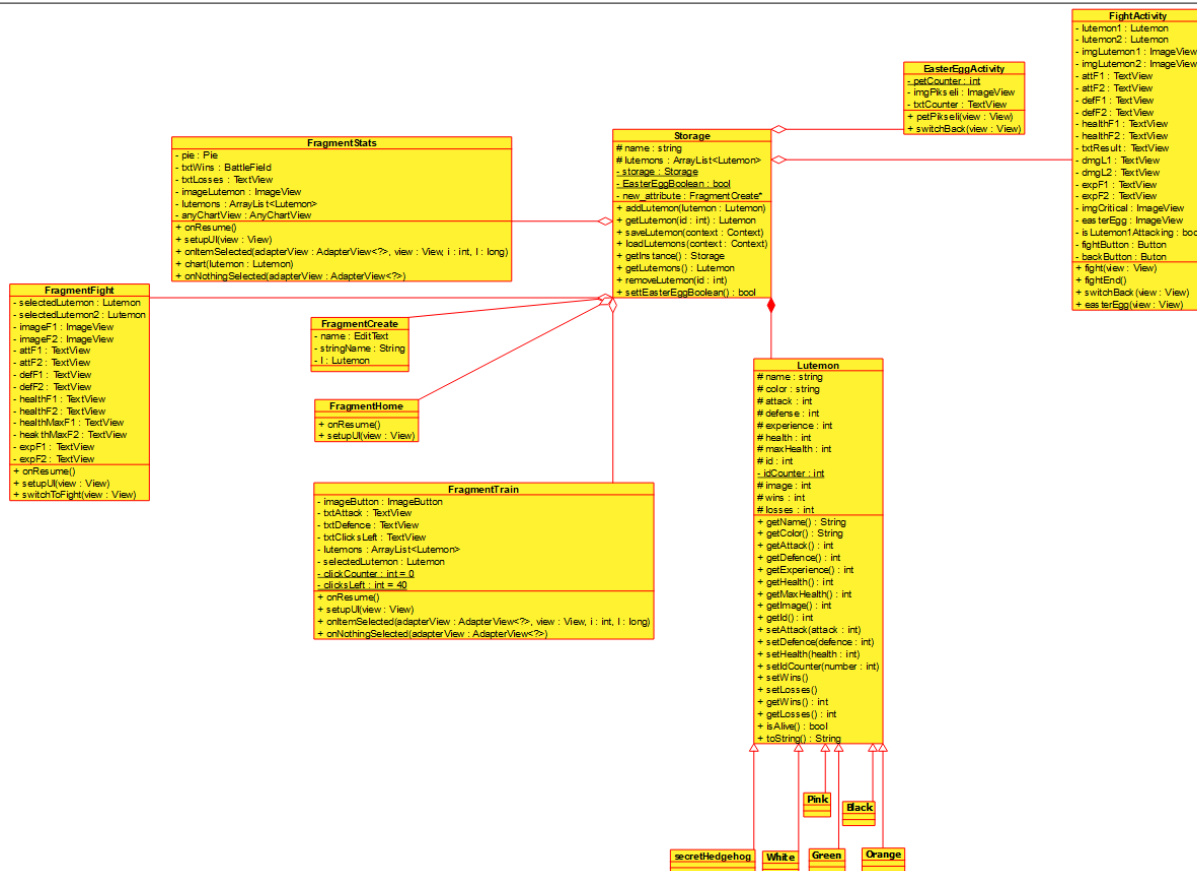 FightActivity
- lutemon1 : Lutemon
- lutemon2 : Lutemon
- imgLutemon1 : ImageView
- imgLutemon2 : ImageView
- attF1 : TextView
- attF2 : TextView
- defF1 : TextView
- defF2 : TextView
- healthF1 : TextView
- healthF2 : TextView
- txtResult : TextView
- dmgL1 : TextView
- dmgL2 : TextView
- expF1 : TextView
- expF2 : TextView
- imgCritical : ImageView
- easterEgg : ImageView
- isLutemon1Attacking : boo
- fightButton : Button
- backButton : Buton
+ fight(view : View)
+ fightEnd()
+ switchBack(view : View)
+ easterEgg(view : View)
EasterEggActivity
- petCounter : int
- imgPikseli : ImageView
- txtCounter : TextView
+ petPikseli(view : View)
+ switchBack(view : View)
Storage
# name : string
# lutemons : ArrayList<Lutemon>
- storage : Storage
- EasterEggBoolean : bool
- new_attribute : FragmentCreate*
+ addLutemon(lutemon : Lutemon)
+ getLutemon(id : int) : Lutemon
+ saveLutemon(context : Context)
+ loadLutemons(context : Context)
+ getInstance() : Storage
+ getLutemons() : Lutemon
+ removeLutemon(id : int)
+ settEasterEggBoolean() : bool
FragmentStats
- pie : Pie
- txtWins : BattleField
- txtLosses : TextView
- imageLutemon : ImageView
- lutemons : ArrayList<Lutemon>
- anyChartView : AnyChartView
+ onResume()
+ setupUI(view : View)
+ onItemSelected(adapterView : AdapterView<?>, view : View, i : int, l : long)
+ chart(lutemon : Lutemon)
+ onNothingSelected(adapterView : AdapterView<?>)
FragmentFight
- selectedLutemon : Lutemon
- selectedLutemon2 : Lutemon
- imageF1 : ImageView
- imageF2 : ImageView
- attF1 : TextView
- attF2 : TextView
- defF1 : TextView
- defF2 : TextView
- healthF1 : TextView
- healthF2 : TextView
- healthMaxF1 : TextView
- heakthMaxF2 : TextView
- expF1 : TextView
- expF2 : TextView
+ onResume()
+ setupUI(view : View)
+ switchToFight(view : View)
FragmentCreate
- name : EditText
- stringName : String
- l : Lutemon
FragmentHome
+ onResume()
+ setupUI(view : View)
FragmentTrain
- imageButton : ImageButton
- txtAttack : TextView
- txtDefence : TextView
- txtClicksLeft : TextView
- lutemons : ArrayList<Lutemon>
- selectedLutemon : Lutemon
- clickCounter : int = 0
- clicksLeft : int = 40
+ onResume()
+ setupUI(view : View)
+ onItemSelected(adapterView : AdapterView<?>, view : View, i : int, l : long)
+ onNothingSelected(adapterView : AdapterView<?>)
Lutemon
# name : string
# color : string
# attack : int
# defense : int
# experience : int
# health : int
# maxHealth : int
# id : int
- idCounter : int
# image : int
# wins : int
# losses : int
+ getName() : String
+ getColor() : String
+ getAttack() : int
+ getDefence() : int
+ getExperience() : int
+ getHealth() : int
+ getMaxHealth() : int
+ getImage() : int
+ getId() : int
+ setAttack(attack : int)
+ setDefence(defence : int)
+ setHealth(health : int)
+ setIdCounter(number : int)
+ setWins()
+ setLosses()
+ getWins() : int
+ getLosses() : int
+ isAlive() : bool
+ toString() : String
Pink
Black
secretHedgehog
White
Green
Orange